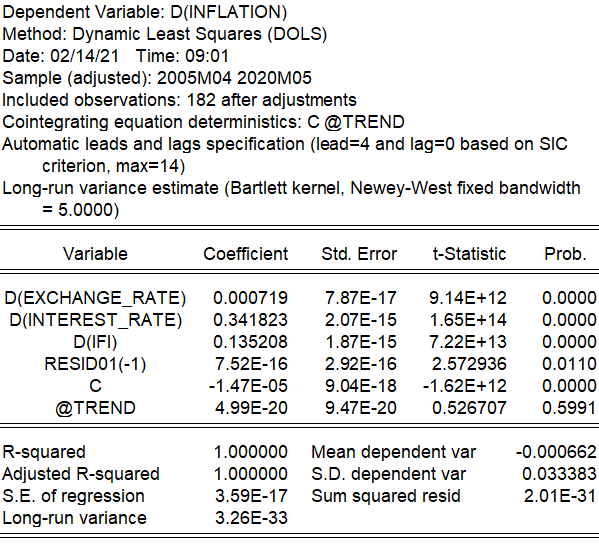 Dependent Variable: D(INFLATION)
Method: Dynamic Least Squares (DOLS)
Date: 02/14/21 Time: 09:01
Sample (adjusted): 2005M04 2020M05
Included observations: 182 after adjustments
Cointegrating equation deterministics: C @TREND
Automatic leads and lags specification (lead=4 and lag=0 based on SIC
criterion, max=14)
Long-run variance estimate (Bartlett kernel, Newey-West fixed bandwidth
= 5.0000)
Variable Coefficient Std. Error t-Statistic Prob.
D(EXCHANGE_RATE) 0.000719 7.87E-17 9.14E+12 0.0000
D(INTEREST_RATE) 0.341823 2.07E-15 1.65E+14 0.0000
D(IFI) 0.135208 1.87E-15 7.22E+13 0.0000
RESID01(-1) 7.52E-16 2.92E-16 2.572936 0.0110
C -1.47E-05 9.04E-18 -1.62E+12 0.0000
@TREND 4.99E-20 9.47E-20 0.526707 0.5991
R-squared 1.000000 Mean dependent var -0.000662
Adjusted R-squared 1.000000 S.D. dependent var 0.033383
S.E. of regression 3.59E-17 Sum squared resid 2.01E-31
Long-run variance 3.26E-33